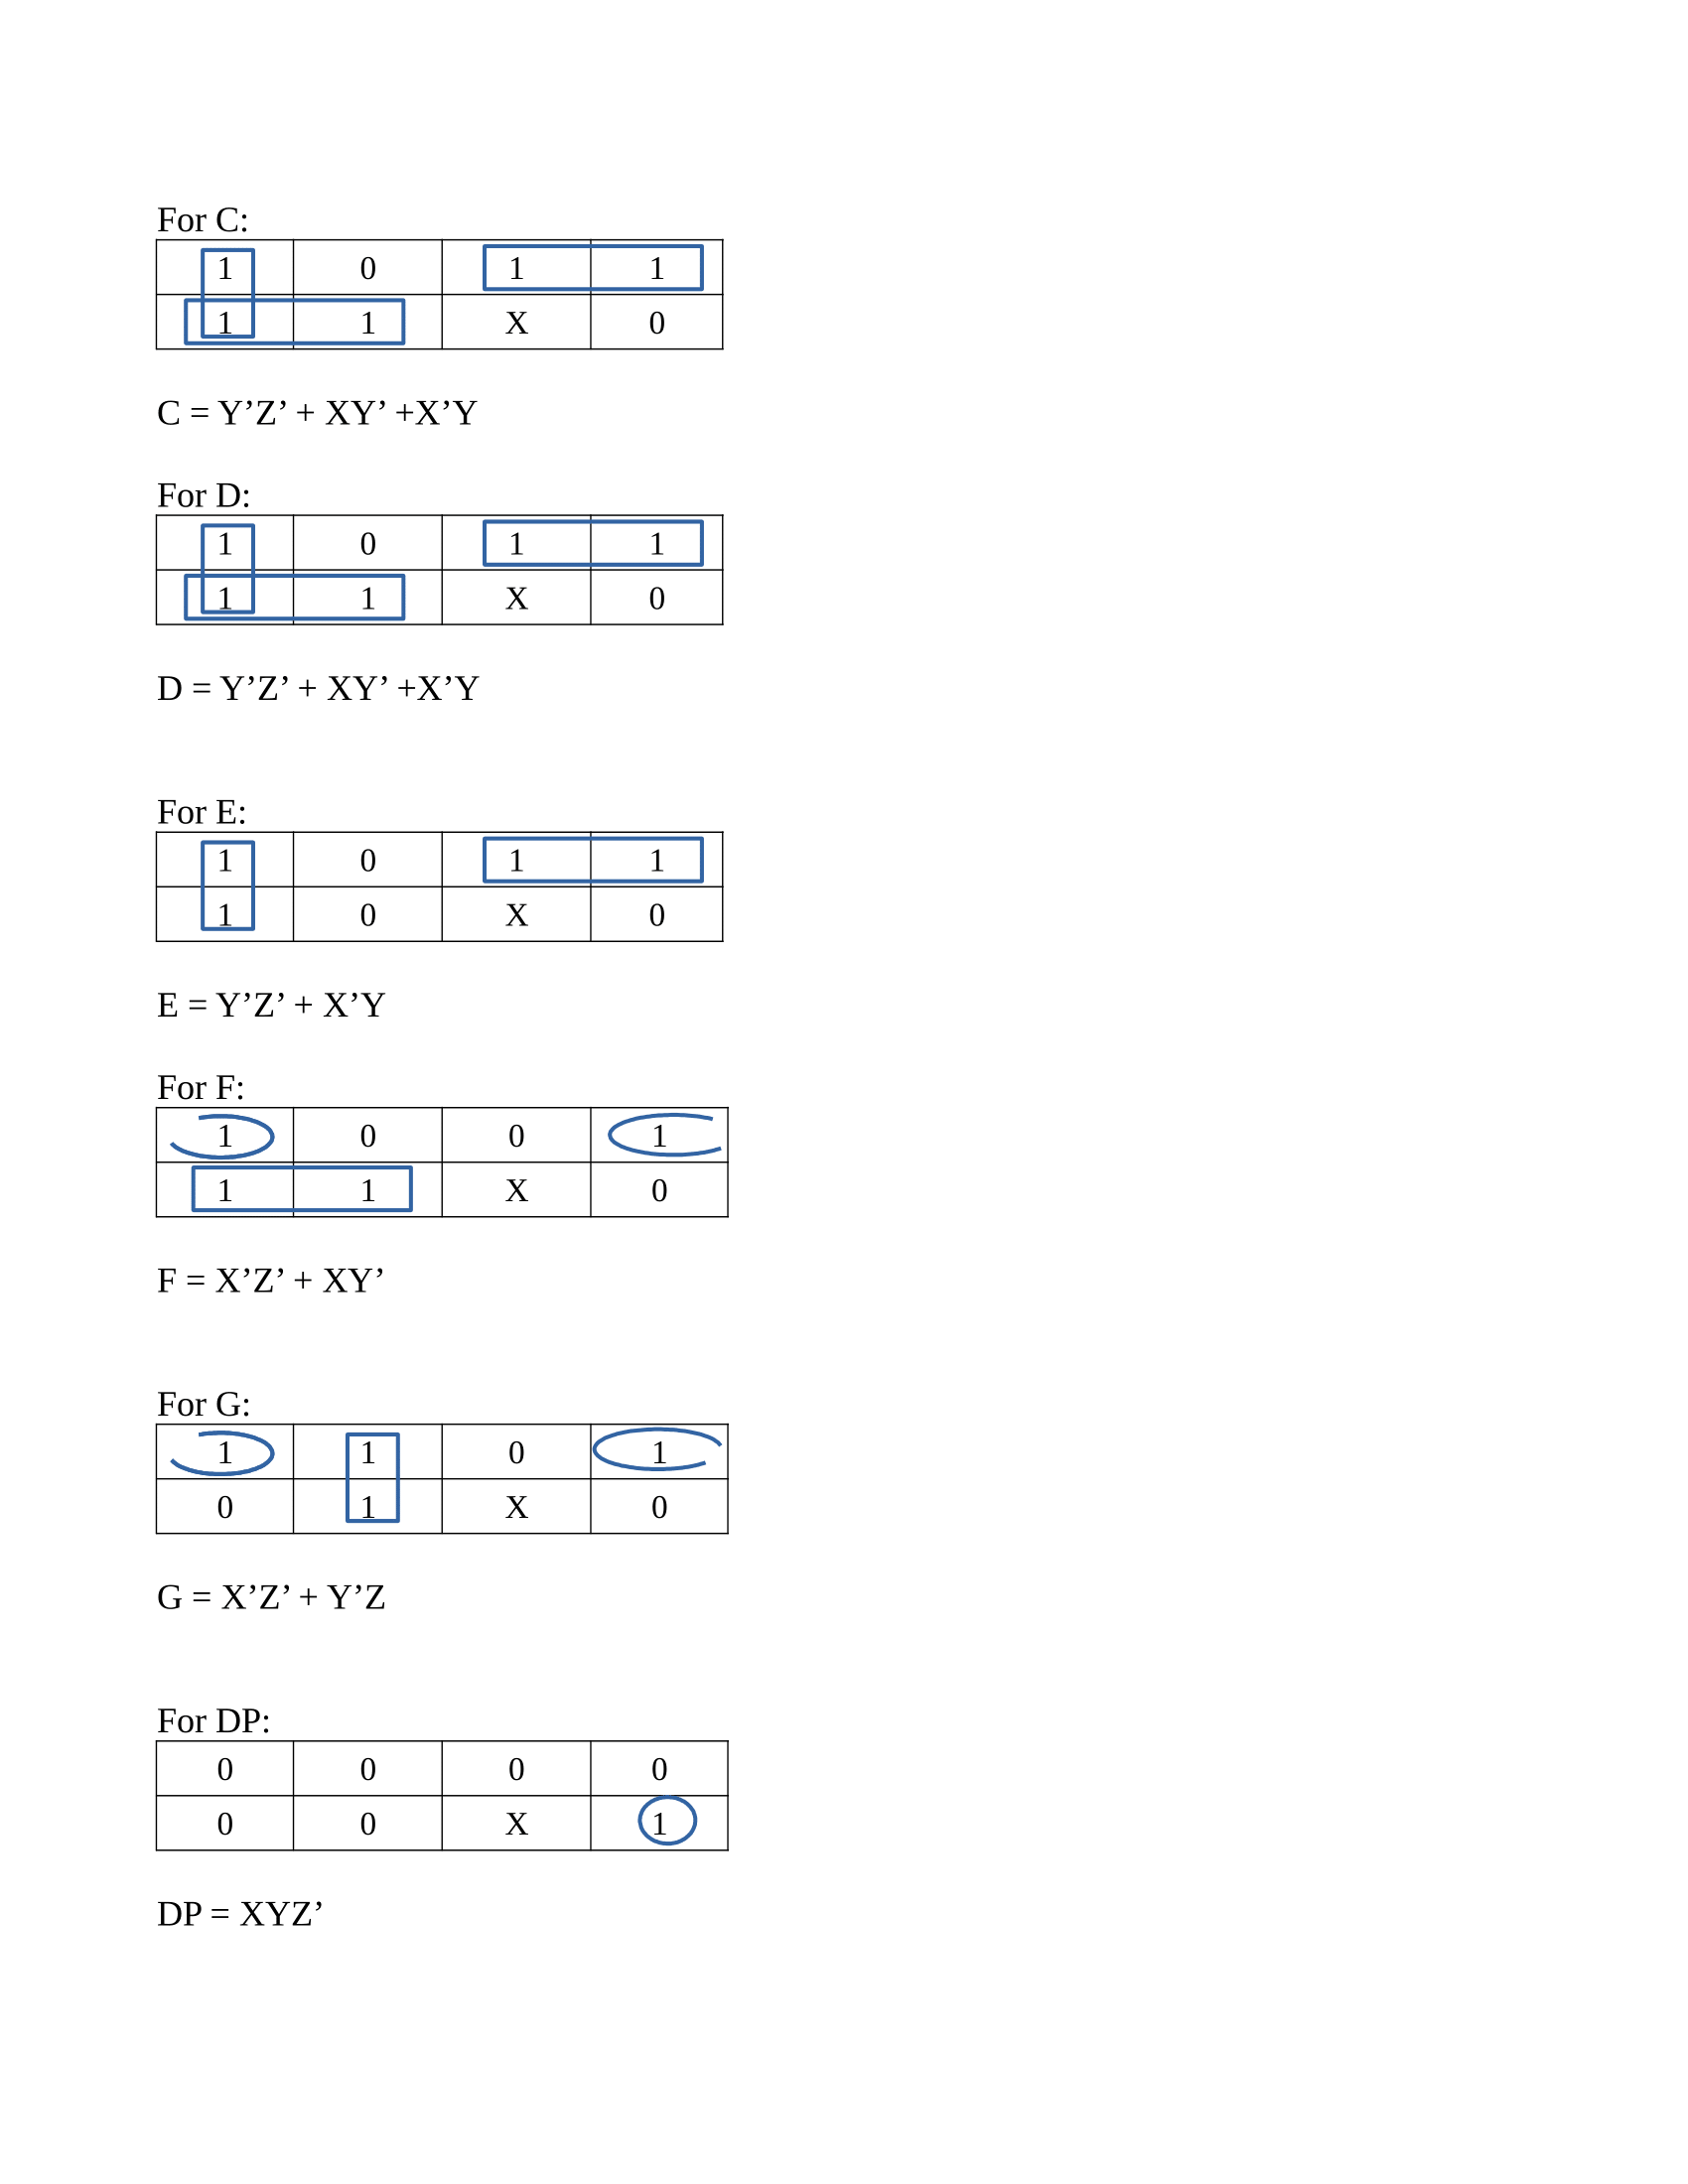 For C:
1 0 1 1
1 1 X 0
C = Y’Z’ + XY’ +X’Y
For D:
1 0 1 1
1 1 X 0
D = Y’Z’ + XY’ +X’Y
For E:
1 0 1 1
1 0 X 0
E = Y’Z’ + X’Y
For F:
1 0 0 1
1 1 X 0
F = X’Z’ + XY’
For G:
1 1 0 1
0 1 X 0
G = X’Z’ + Y’Z
For DP:
0 0 0 0
0 0 X 1
DP = XYZ’